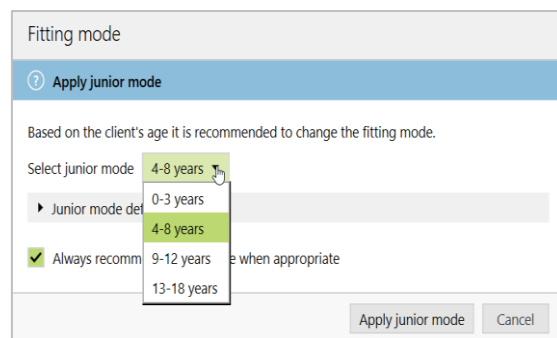 Fitting mode
? Apply junior mode
Based on the client's age it is recommended to change the fitting mode.
Select junior mode 4-8 years
0-3 years
Junior mode def
4-8 years
Always recomm e when appropriate
9-12 years
13-18 years
Apply junior mode Cancel